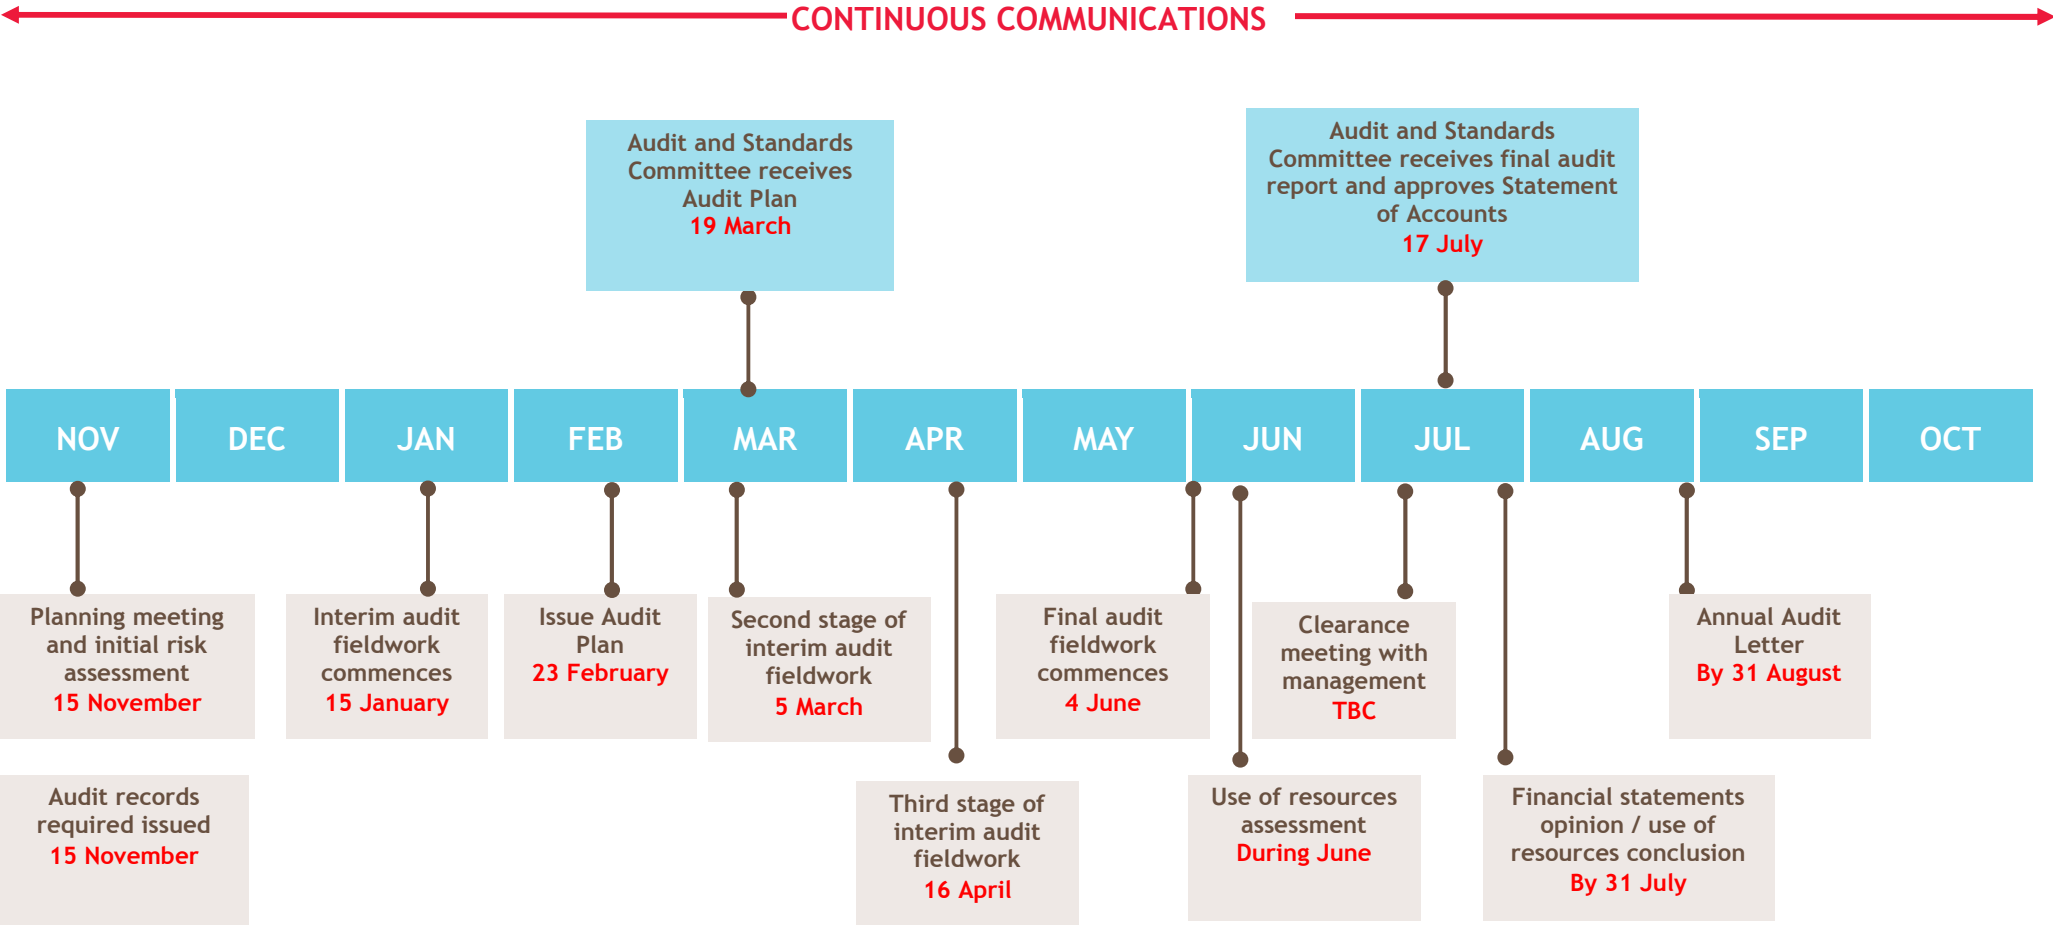 CONTINUOUS COMMUNICATIONS
Audit and Standards
Committee receives
Audit Plan
19 March
Audit and Standards
Committee receives final audit
report and approves Statement
of Accounts
17 July
NOV
DEC
JAN
FEB
MAR
APR
MAY
JUN
JUL
AUG
SEP
OCT
Planning meeting
and initial risk
assessment
15 November
Interim audit
fieldwork
commences
15 January
Issue Audit
Plan
23 February
Second stage of
interim audit
fieldwork
5 March
Final audit
fieldwork
commences
4 June
Clearance
meeting with
management
TBC
Annual Audit
Letter
By 31 August
Audit records
required issued
15 November
Third stage of
interim audit
fieldwork
16 April
Use of resources
assessment
During June
Financial statements
opinion / use of
resources conclusion
By 31 July